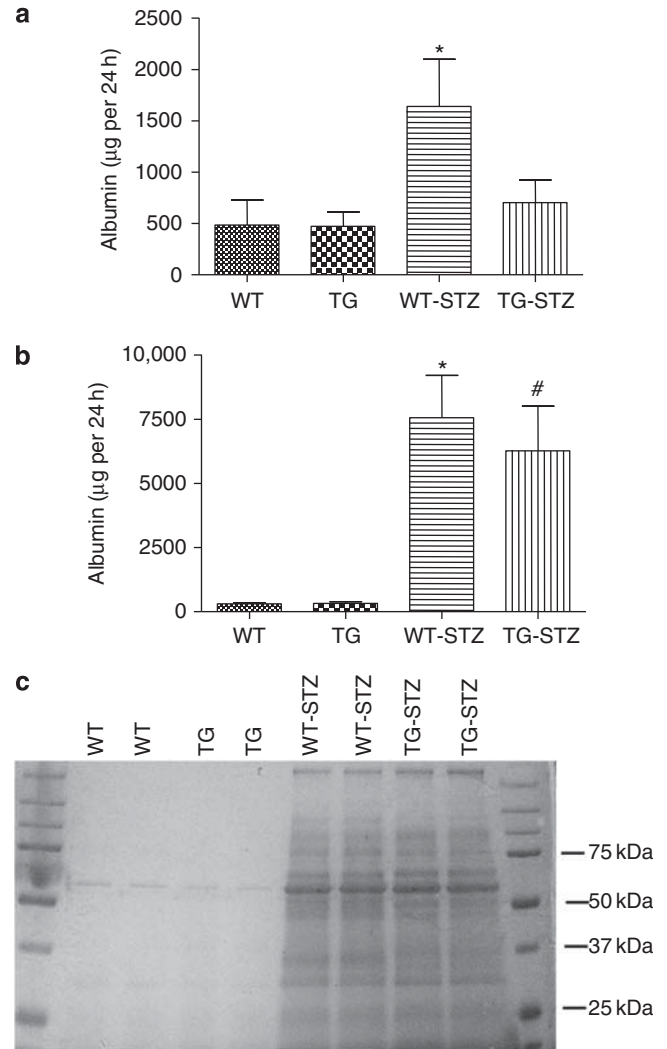 a
2500
2000
1500
1000
500
0
Albumin (µg per 24 h)
*
WT TG WT-STZ TG-STZ
b
10,000
7500
5000
2500
0
Albumin (µg per 24 h)
*
#
WT TG WT-STZ TG-STZ
c
WT WT TG TG WT-STZ WT-STZ TG-STZ TG-STZ
75 kDa
50 kDa
37 kDa
25 kDa